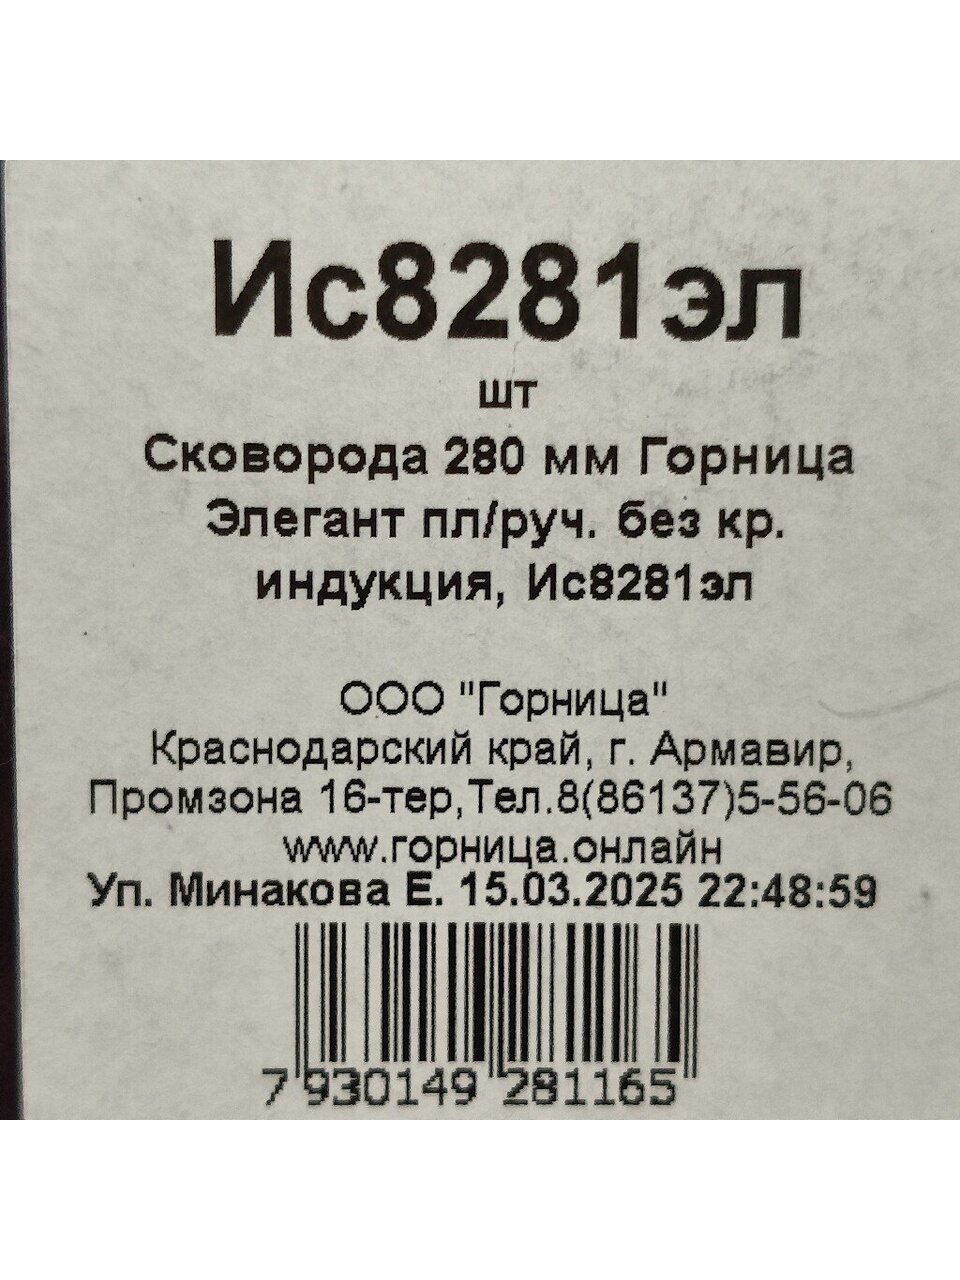 Ис8281эл
шт
Сковорода 280 мм Горница
Элегант пл/руч. без кр.
индукция, Ис8281эл
ООО "Горница"
Краснодарский край, г. Армавир,
Промзона 16-тер,Тел.8(86137)5-56-06
www.горница.онлайн
Уп. Минакова Е. 15.03.2025 22:48:59
7 930149 281165